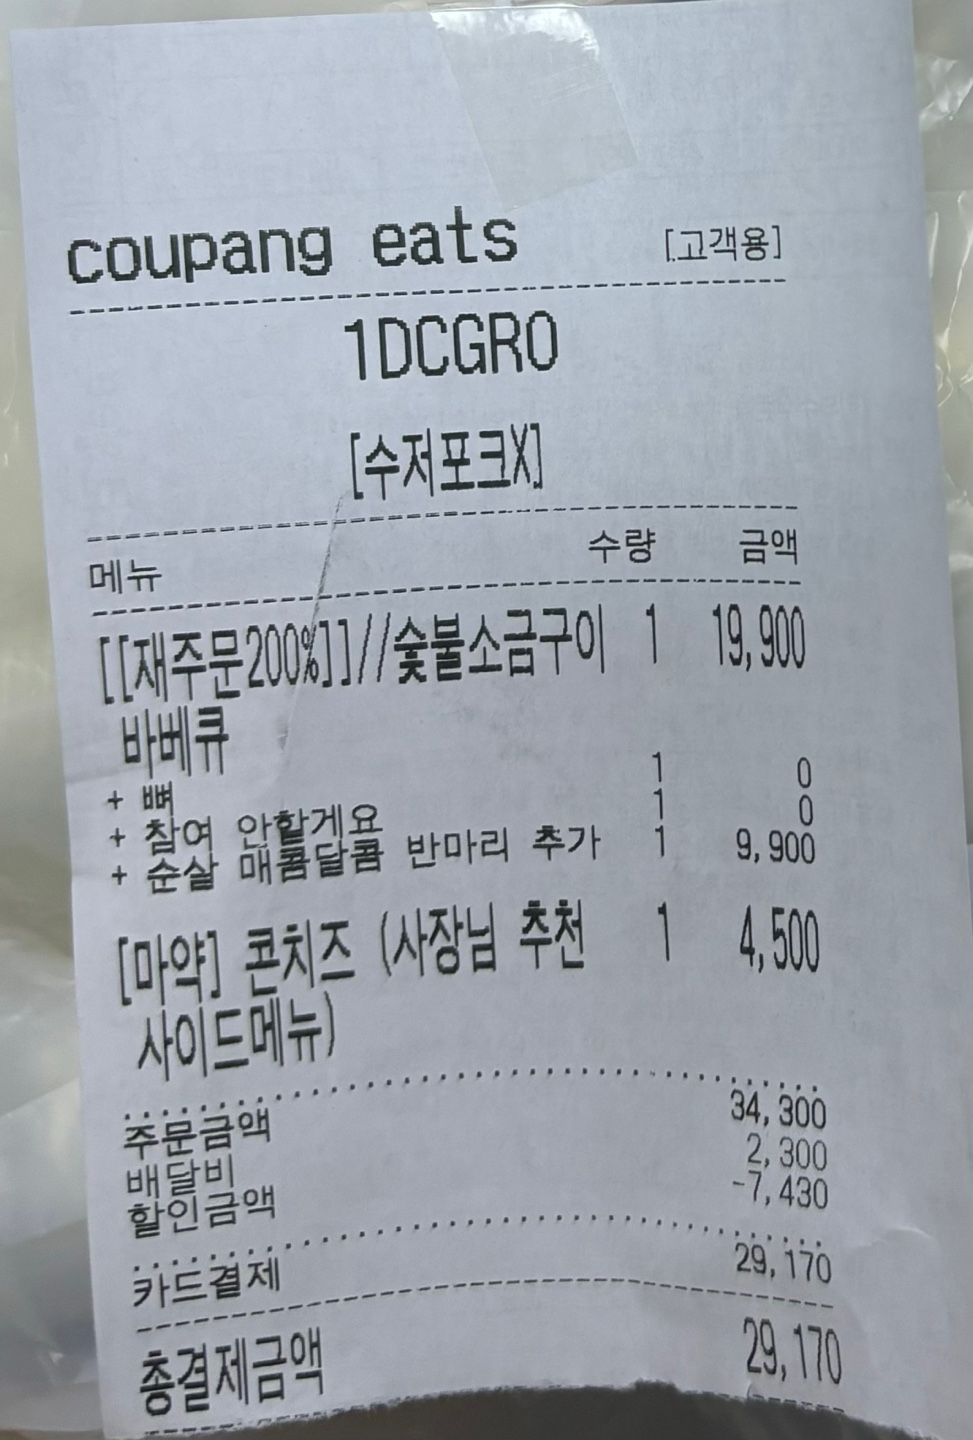 coupang eats [고객용]
1DCGR0
[수저포크X]
메뉴 수량 금액
[[재주문200%]]//숯불소금구이 1 19,900
바베큐
+ 뼈 1 0
+ 참여 안할게요 1 0
+ 순살 매콤달콤 반마리 추가 1 9,900
[마약] 콘치즈 (사장님 추천 1 4,500
사이드메뉴)
주문금액 34,300
배달비 2,300
할인금액 -7,430
카드결제 29,170
총결제금액 29,170